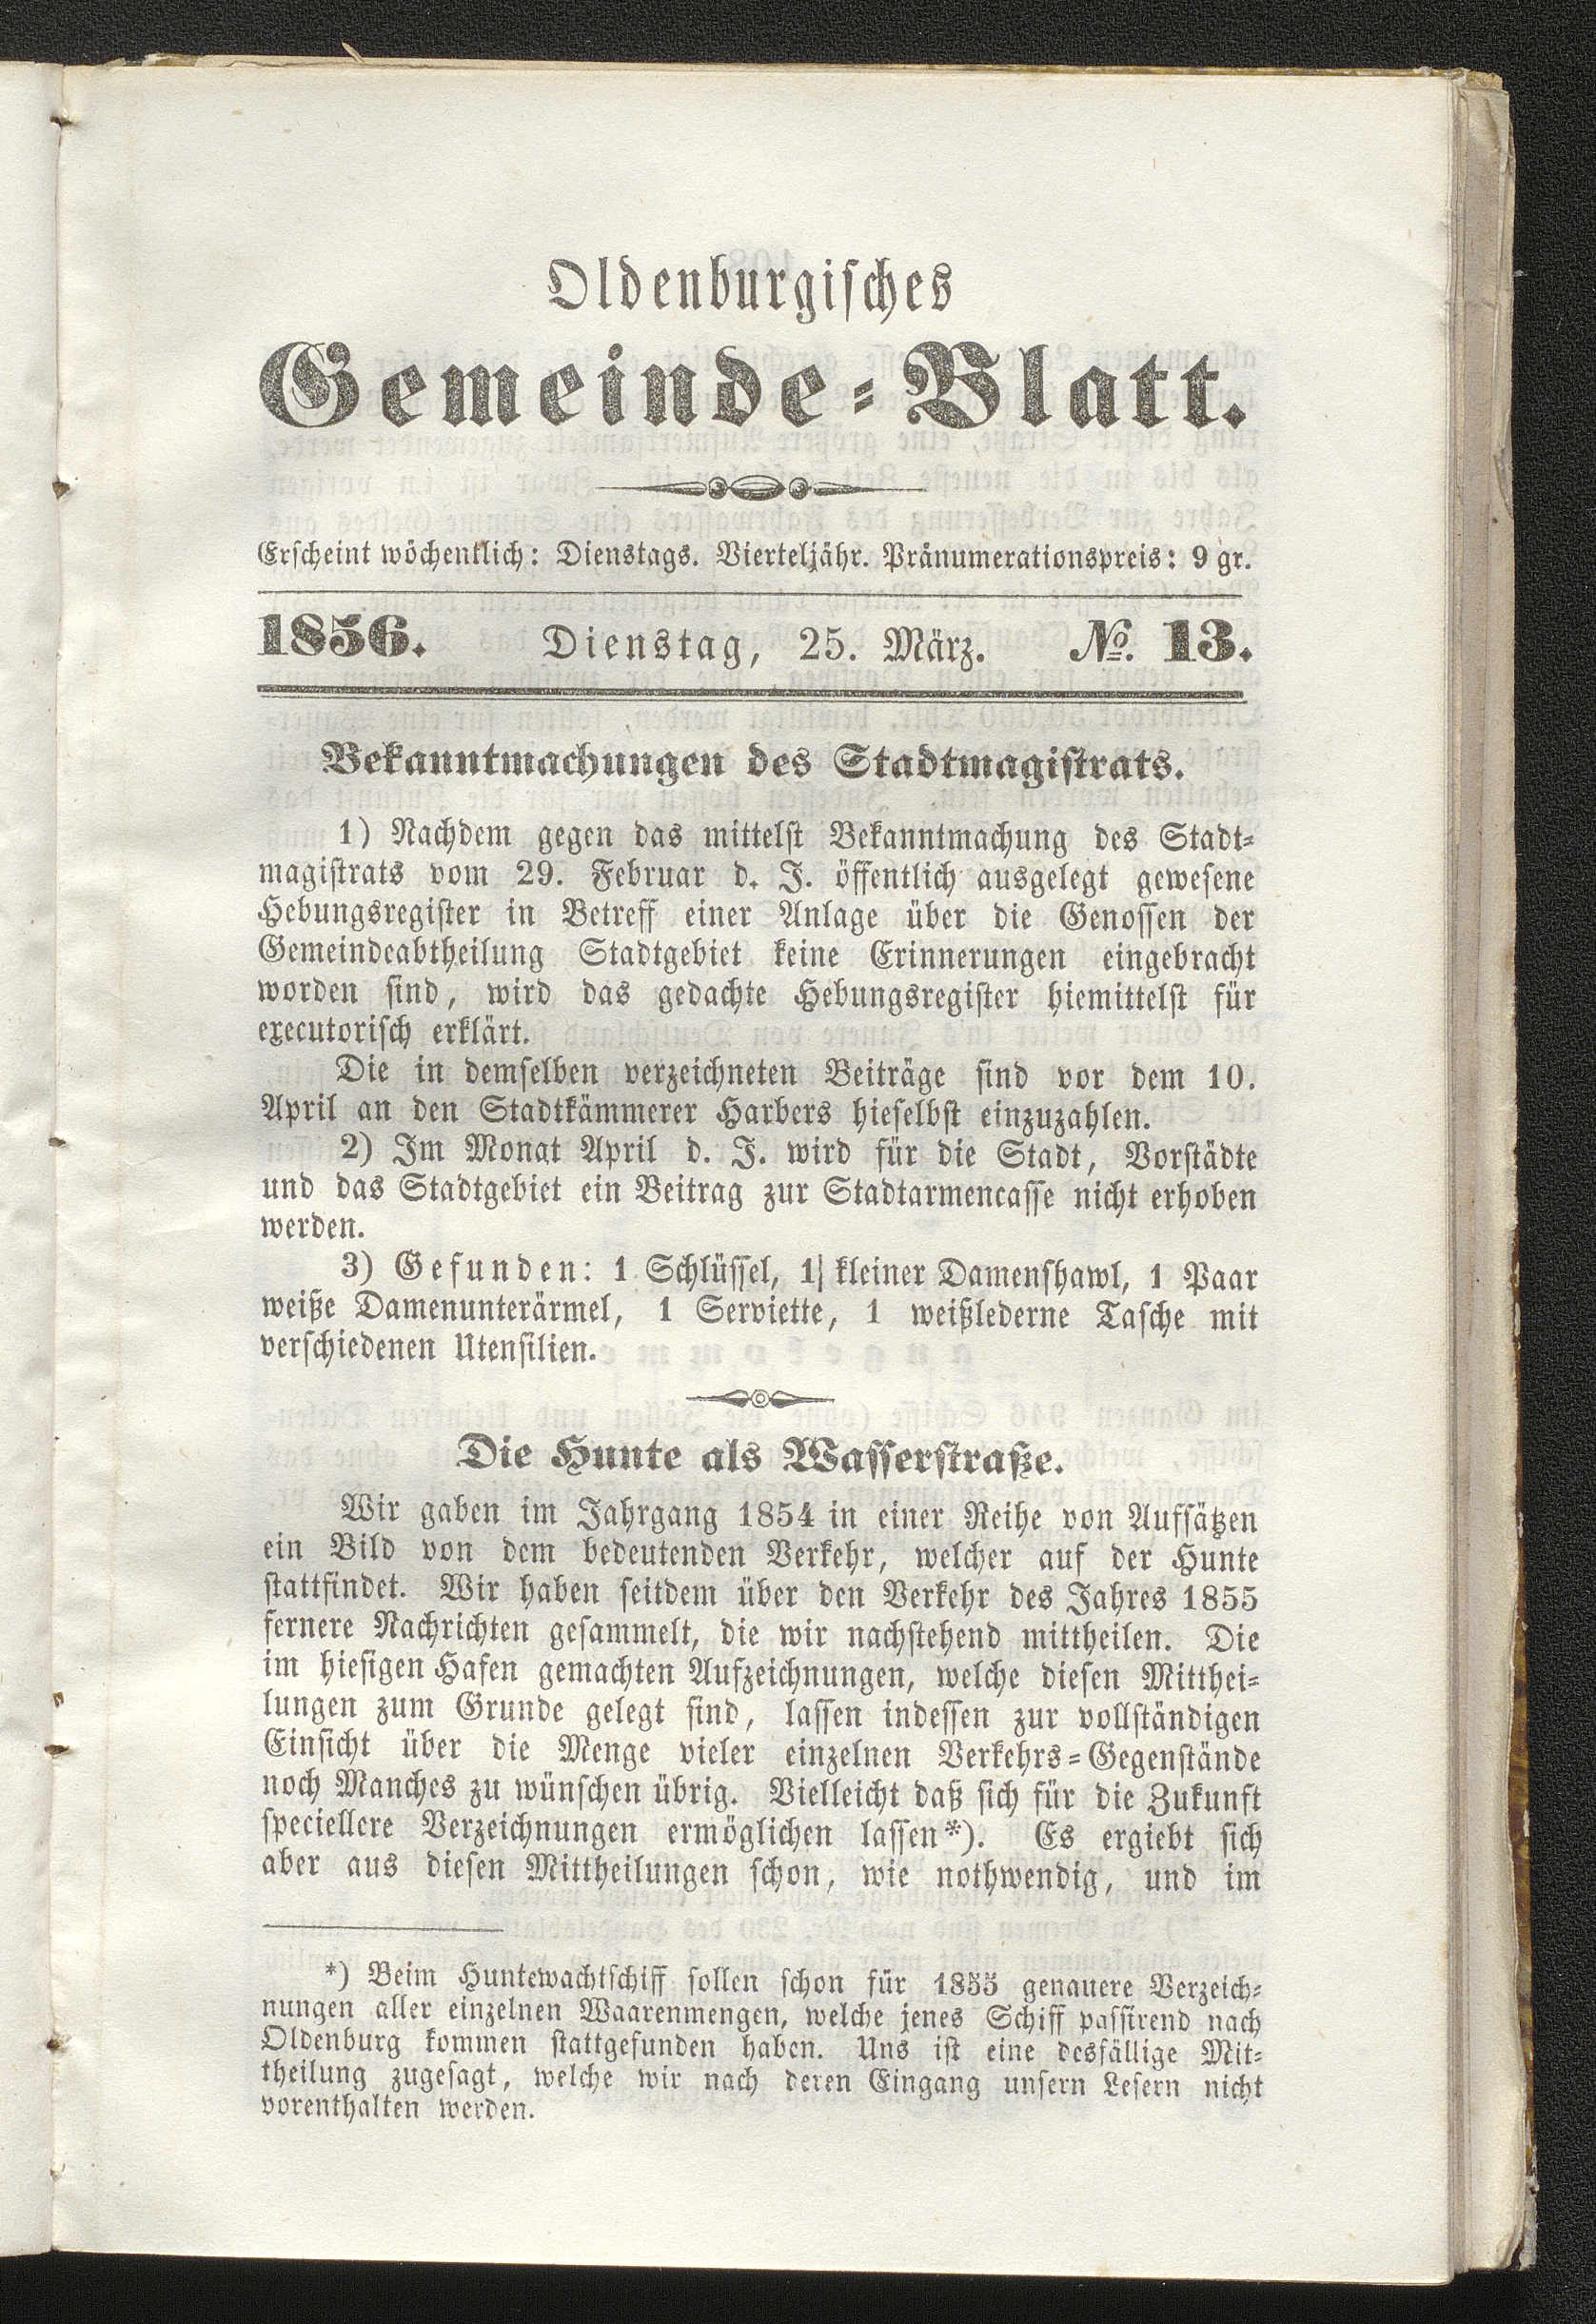 Oldenburgisches
Gemeinde-Blatt.
Erscheint wöchentlich: Dienstags. Vierteljähr. Pränumerationspreis: 9 gr.
1856. Dienstag, 25. März. No. 13.
Bekanntmachungen des Stadtmagistrats.
1) Nachdem gegen das mittelst Bekanntmachung des Stadt-
magistrats vom 29. Februar d. J. öffentlich ausgelegt gewesene
Hebungsregister in Betreff einer Anlage über die Genossen der
Gemeindeabtheilung Stadtgebiet keine Erinnerungen eingebracht
worden sind, wird das gedachte Hebungsregister hiemittelst für
executorisch erklärt.
Die in demselben verzeichneten Beiträge sind vor dem 10.
April an den Stadtkämmerer Harbers hieselbst einzuzahlen.
2) Im Monat April d. J. wird für die Stadt, Vorstädte
und das Stadtgebiet ein Beitrag zur Stadtarmencasse nicht erhoben
werden.
3) Gefunden: 1 Schlüssel, 1 kleiner Damenshawl, 1 Paar
weiße Damenunterärmel, 1 Serviette, 1 weißlederne Tasche mit
verschiedenen Utensilien.
Die Hunte als Wasserstraße.
Wir gaben im Jahrgang 1854 in einer Reihe von Aufsätzen
ein Bild von dem bedeutenden Verkehr, welcher auf der Hunte
stattfindet. Wir haben seitdem über den Verkehr des Jahres 1855
fernere Nachrichten gesammelt, die wir nachstehend mittheilen. Die
im hiesigen Hafen gemachten Aufzeichnungen, welche diesen Mitthei-
lungen zum Grunde gelegt sind, lassen indessen zur vollständigen
Einsicht über die Menge vieler einzelnen Verkehrs-Gegenstände
noch Manches zu wünschen übrig. Vielleicht daß sich für die Zukunft
speciellere Verzeichnungen ermöglichen lassen*). Es ergiebt sich
aber aus diesen Mittheilungen schon, wie nothwendig, und im
*) Beim Huntewachtschiff sollen schon für 1855 genauere Verzeich-
nungen aller einzelnen Waarenmengen, welche jenes Schiff passirend nach
Oldenburg kommen stattgefunden haben. Uns ist eine desfällige Mit-
theilung zugesagt, welche wir nach deren Eingang unsern Lesern nicht
vorenthalten werden.